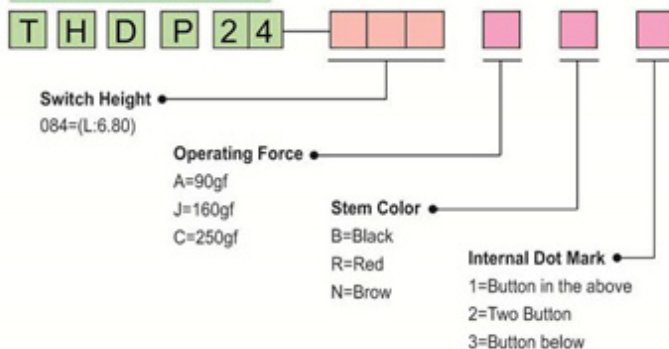 T H D P 2 4
Switch Height
084=(L:6.80)
Operating Force
A=90gf
J=160gf
C=250gf
Stem Color
B=Black
R=Red
N=Brow
Internal Dot Mark
1=Button in the above
2=Two Button
3=Button below